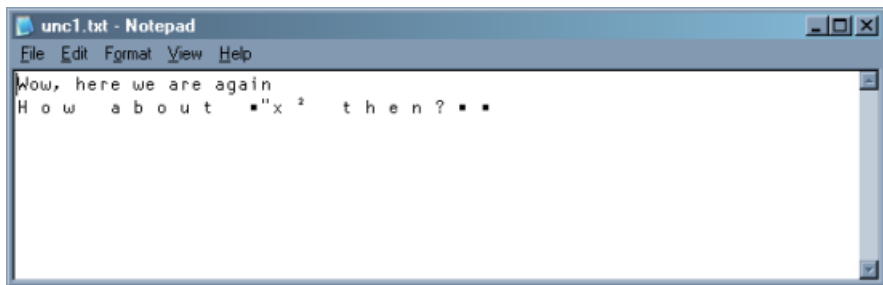 unc1.txt - Notepad
File Edit Format View Help
Wow, here we are again
H o w   a b o u t   ▪"x ²   t h e n ? ▪ ▪